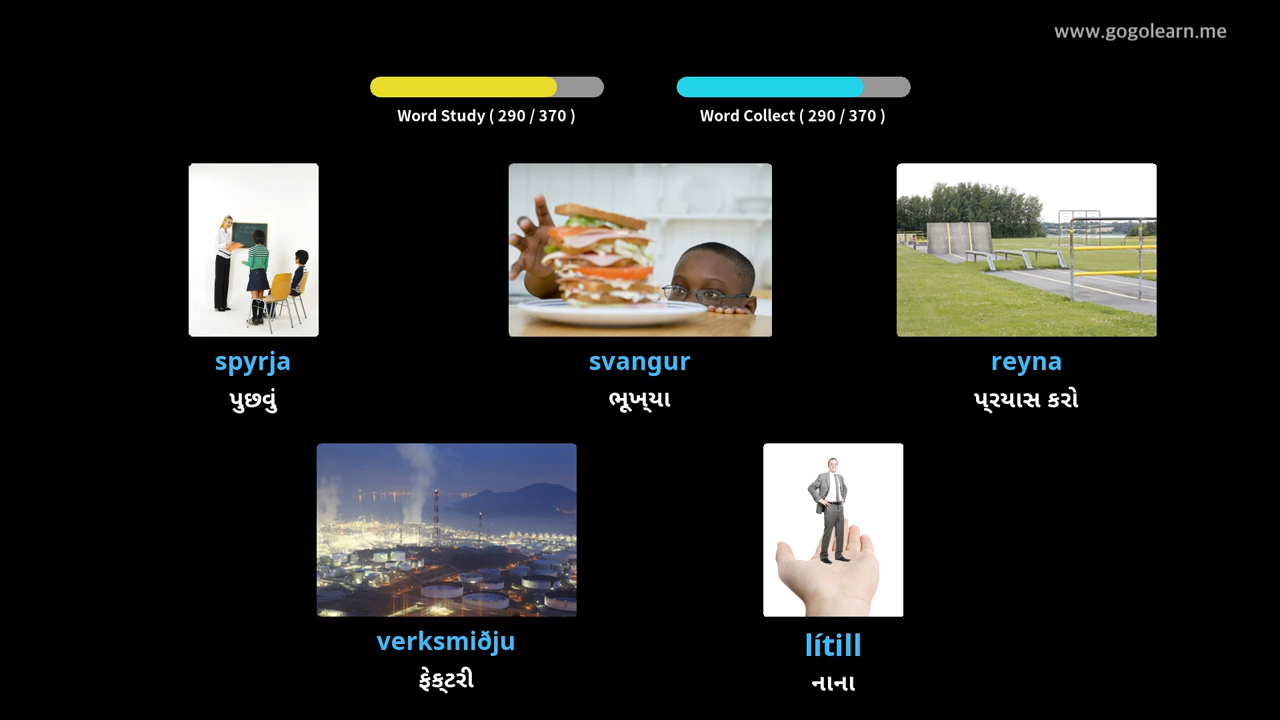 www.gogolearn.me
Word Study ( 290 / 370 )
Word Collect ( 290 / 370 )
spyrja
પુછવું
svangur
ભૂખ્યા
reyna
પ્રયાસ કરો
verksmiðju
ફેક્ટરી
lítill
નાના